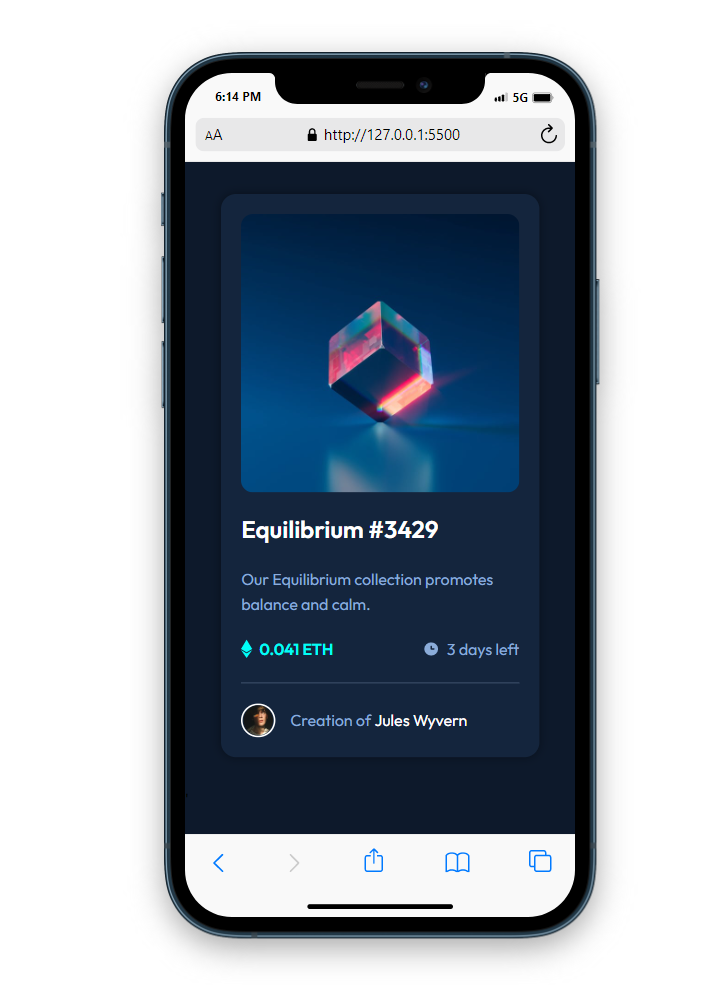 6:14 PM
5G
AA
http://127.0.0.1:5500
Equilibrium #3429
Our Equilibrium collection promotes
balance and calm.
0.041 ETH
3 days left
Creation of Jules Wyvern